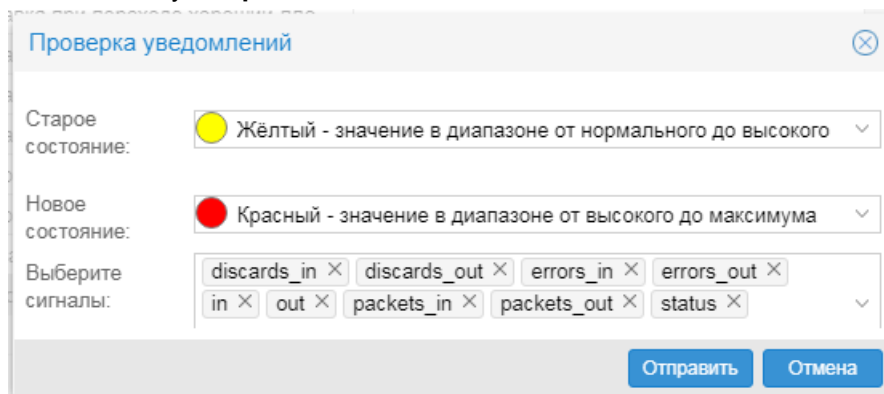 Проверка уведомлений
Старое
состояние:
Жёлтый - значение в диапазоне от нормального до высокого
Новое
состояние:
Красный - значение в диапазоне от высокого до максимума
Выберите
сигналы:
discards_in × discards_out × errors_in × errors_out ×
in × out × packets_in × packets_out × status ×
Отправить Отмена